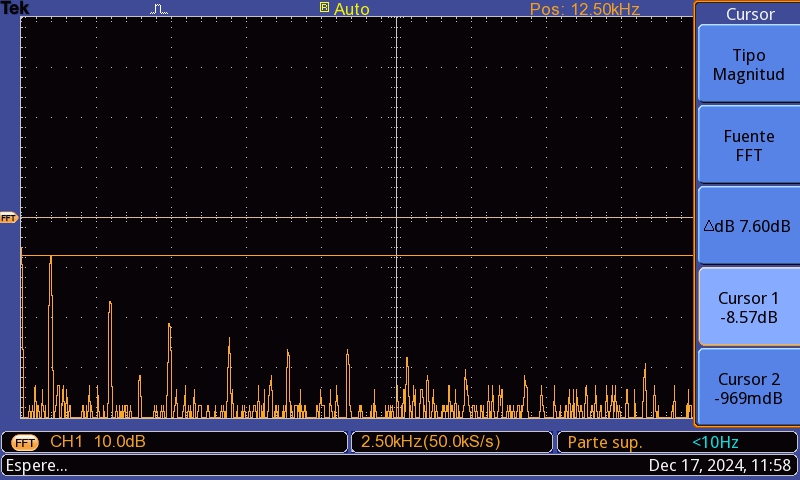 Tek
R Auto
Pos: 12.50kHz
Cursor
Tipo
Magnitud
Fuente
FFT
△dB 7.60dB
Cursor 1
-8.57dB
Cursor 2
-969mdB
FFT
FFT CH1 10.0dB
2.50kHz(50.0kS/s)
Parte sup. <10Hz
Espere...
Dec 17, 2024, 11:58